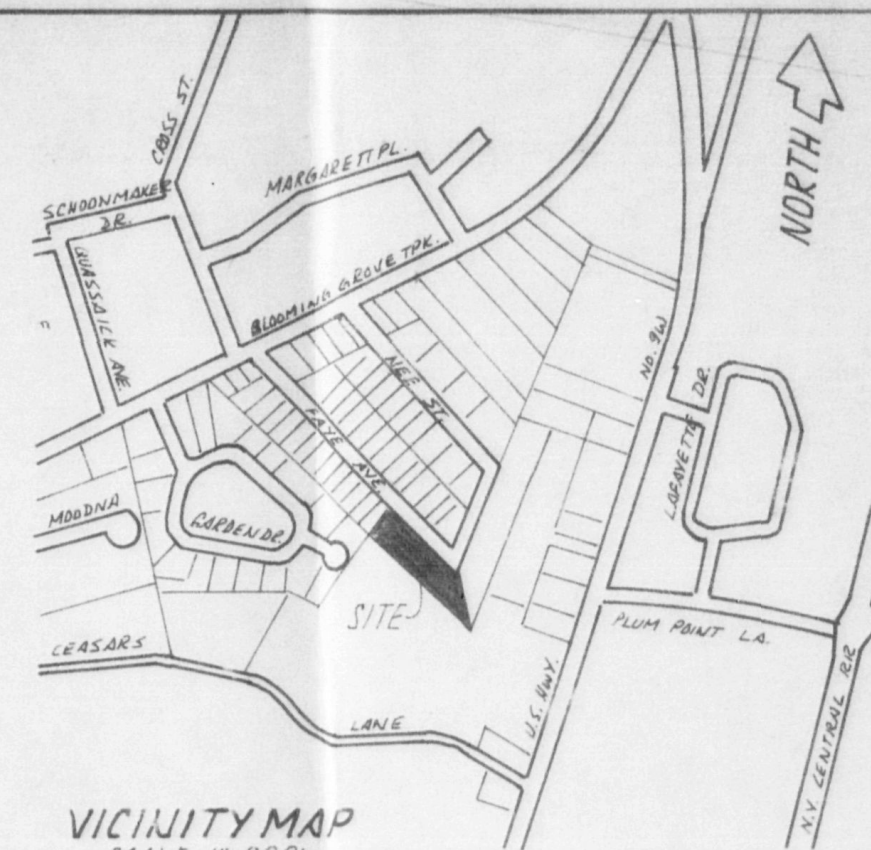 CROSS ST.
NORTH
MARGARETT PL.
SCHOONMAKER
DR.
QUASSAICK AVE.
BLOOMING GROVE TPK.
NEE ST.
NO. 9W
FAYE AVE.
LAFAYETTE DR.
MOODNA
GARDEN DR.
SITE
PLUM POINT LA.
CEASARS
LANE
U.S. HWY.
N.Y. CENTRAL RR
VICINITY MAP